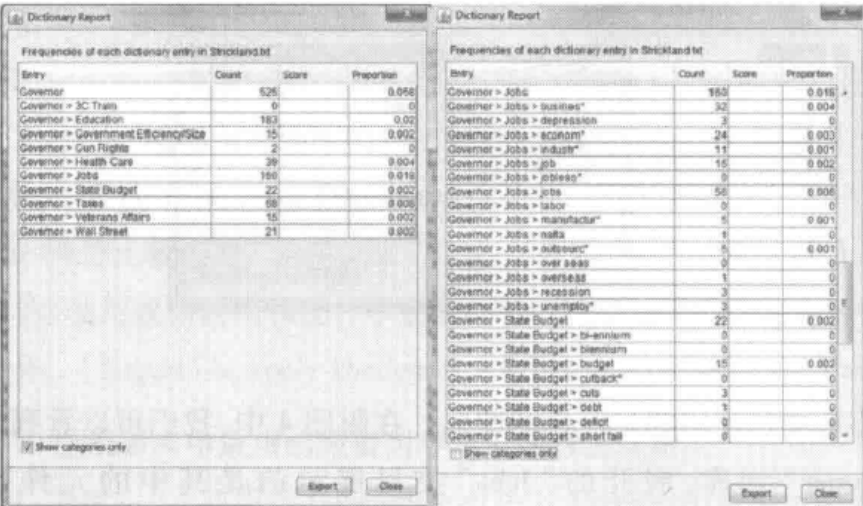 Dictionary Report
Frequencies of each dictionary entry in Strickland.txt
Entry Count Score Proportion
Governor 525 0.058
Governor > 3C Train 0 0
Governor > Education 183 0.02
Governor > Government Efficiency/Size 15 0.002
Governor > Gun Rights 2 0
Governor > Health Care 39 0.004
Governor > Jobs 160 0.018
Governor > State Budget 22 0.002
Governor > Taxes 68 0.008
Governor > Veterans Affairs 15 0.002
Governor > Wall Street 21 0.002
Show categories only
Export Close
Dictionary Report
Frequencies of each dictionary entry in Strickland.txt
Entry Count Score Proportion
Governor > Jobs 160 0.018
Governor > Jobs > busines* 32 0.004
Governor > Jobs > depression 3 0
Governor > Jobs > econom* 24 0.003
Governor > Jobs > industr* 11 0.001
Governor > Jobs > job 16 0.002
Governor > Jobs > jobless* 0 0
Governor > Jobs > jobs 56 0.006
Governor > Jobs > labor 0 0
Governor > Jobs > manufactur* 5 0.001
Governor > Jobs > nafta 1 0
Governor > Jobs > outsourc* 5 0.001
Governor > Jobs > over seas 0 0
Governor > Jobs > overseas 1 0
Governor > Jobs > recession 3 0
Governor > Jobs > unemploy* 3 0
Governor > State Budget 22 0.002
Governor > State Budget > bi-ennium 0 0
Governor > State Budget > biennium 0 0
Governor > State Budget > budget 15 0.002
Governor > State Budget > cutback* 0 0
Governor > State Budget > cuts 3 0
Governor > State Budget > debt 1 0
Governor > State Budget > deficit 0 0
Governor > State Budget > short fall 0 0
Show categories only
Export Close